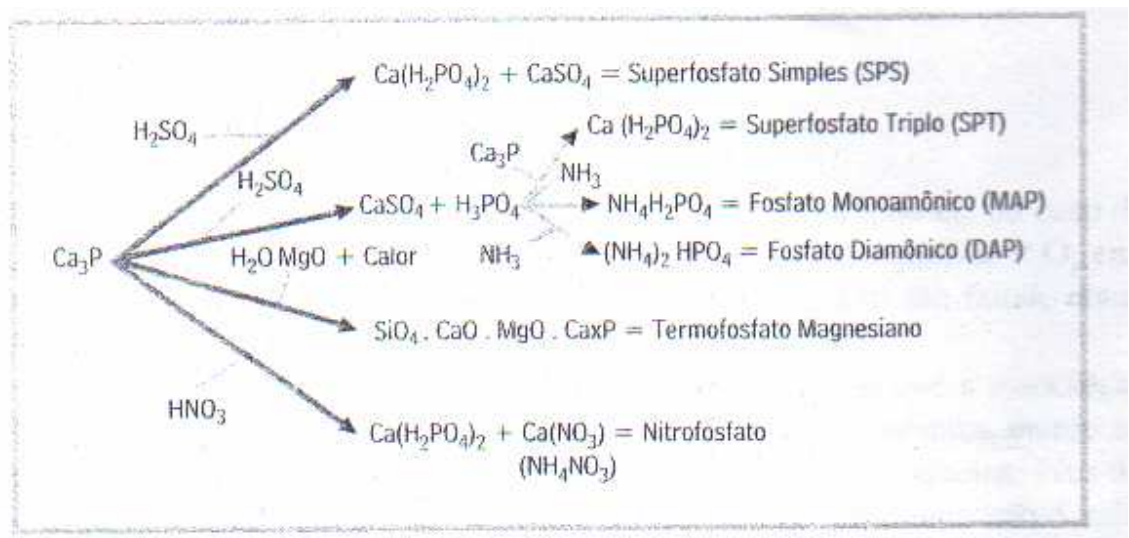 Ca(H₂PO₄)₂ + CaSO₄ = Superfosfato Simples (SPS)
H₂SO₄
Ca (H₂PO₄)₂ = Superfosfato Triplo (SPT)
Ca₃P
NH₃
H₂SO₄
CaSO₄ + H₃PO₄
NH₄H₂PO₄ = Fosfato Monoamônico (MAP)
Ca₃P
H₂O MgO + Calor
NH₃
(NH₄)₂ HPO₄ = Fosfato Diamônico (DAP)
SiO₄ . CaO . MgO . CaxP = Termofosfato Magnesiano
HNO₃
Ca(H₂PO₄)₂ + Ca(NO₃) = Nitrofosfato
(NH₄NO₃)